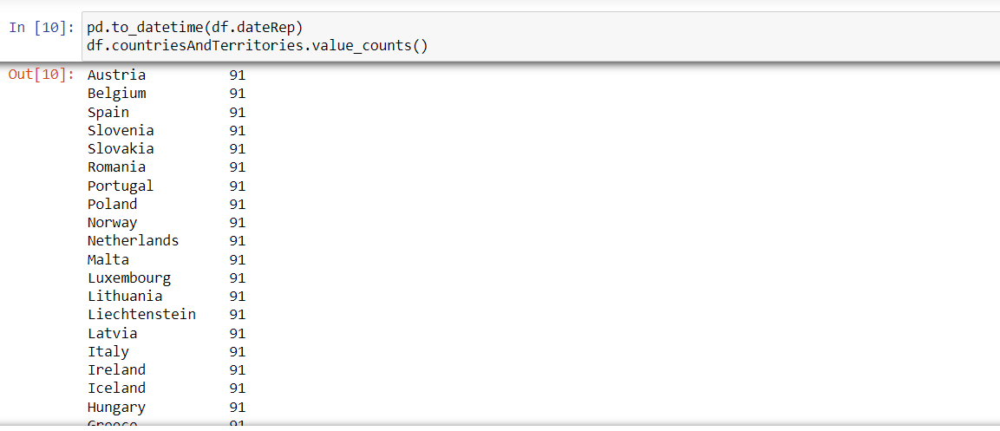 In [10]: pd.to_datetime(df.dateRep)
df.countriesAndTerritories.value_counts()
Out[10]: Austria 91
Belgium 91
Spain 91
Slovenia 91
Slovakia 91
Romania 91
Portugal 91
Poland 91
Norway 91
Netherlands 91
Malta 91
Luxembourg 91
Lithuania 91
Liechtenstein 91
Latvia 91
Italy 91
Ireland 91
Iceland 91
Hungary 91
Greece 91